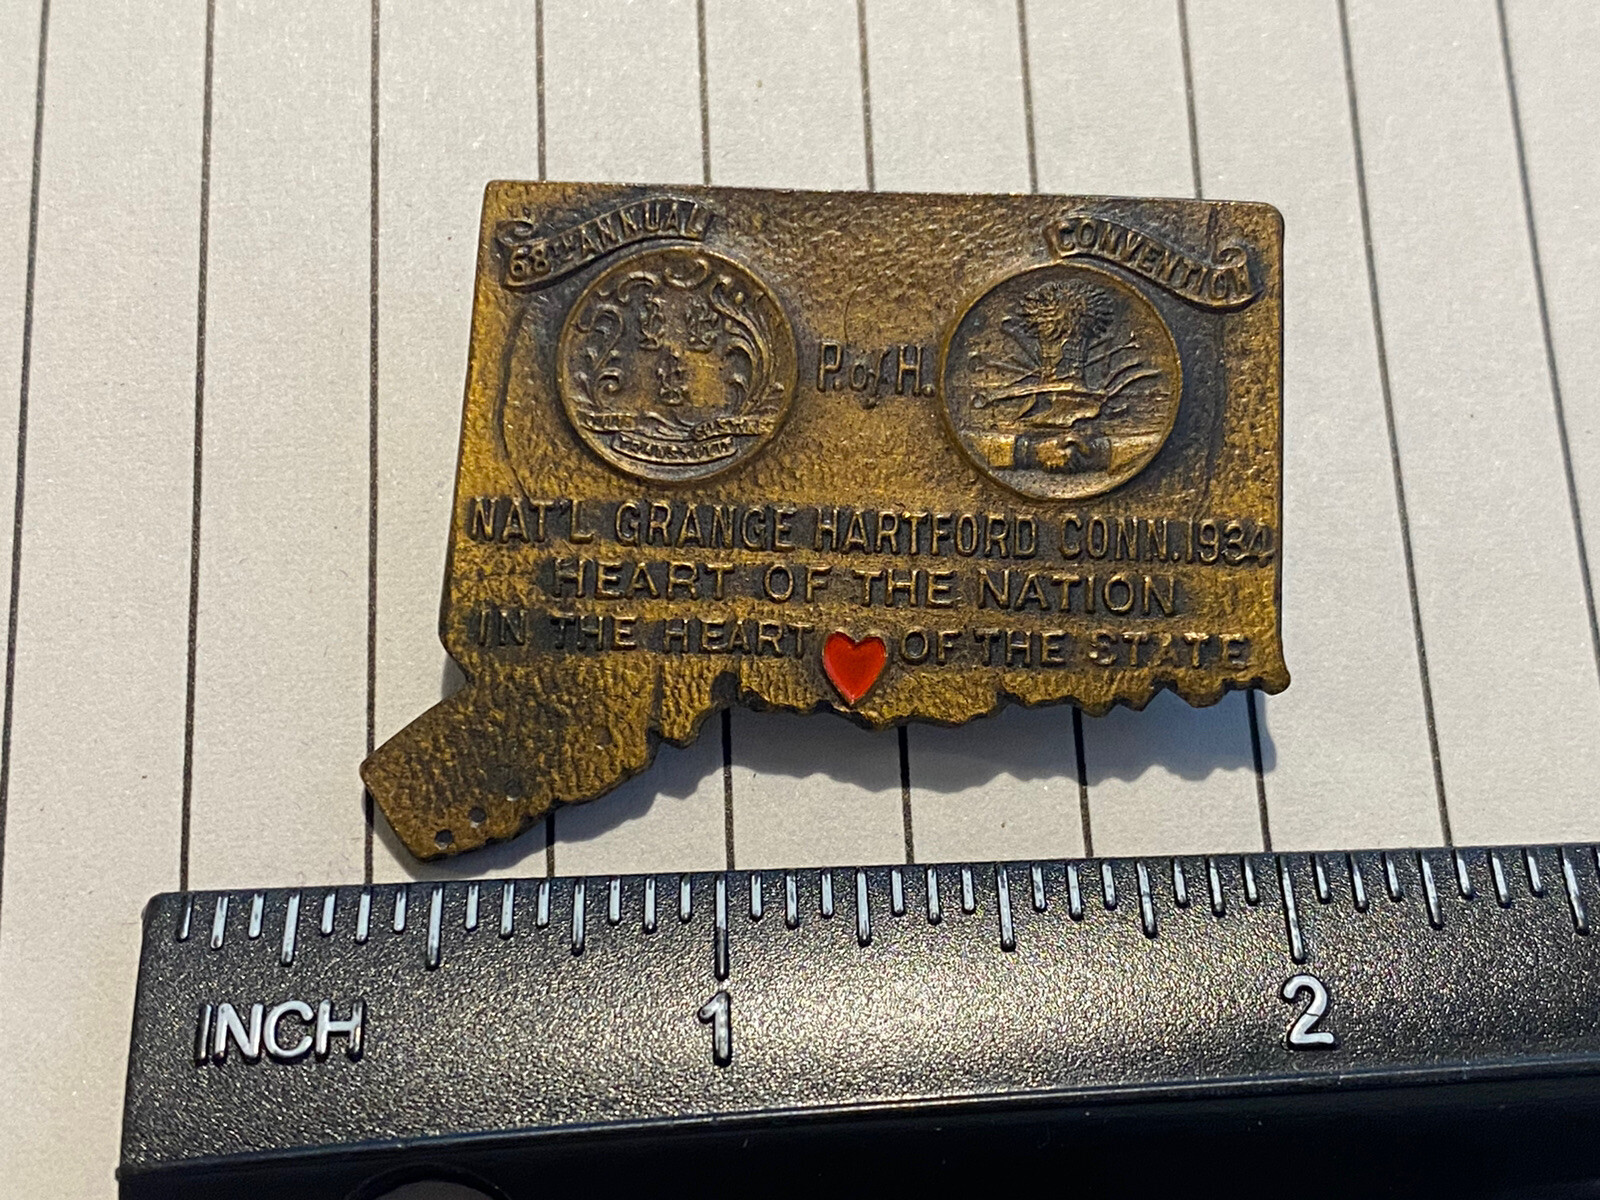 68TH ANNUAL
CONVENTION
P. of H.
NAT'L GRANGE HARTFORD CONN. 1934
HEART OF THE NATION
IN THE HEART OF THE STATE
INCH
1
2